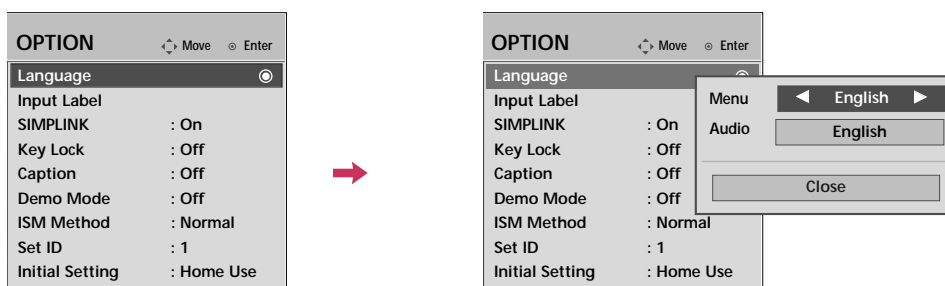 OPTION Move Enter
Language
Input Label
SIMPLINK : On
Key Lock : Off
Caption : Off
Demo Mode : Off
ISM Method : Normal
Set ID : 1
Initial Setting : Home Use
OPTION Move Enter
Language
Input Label
SIMPLINK : On
Key Lock : Off
Caption : Off
Demo Mode : Off
ISM Method : Normal
Set ID : 1
Initial Setting : Home Use
Menu ◀ English ▶
Audio English
Close